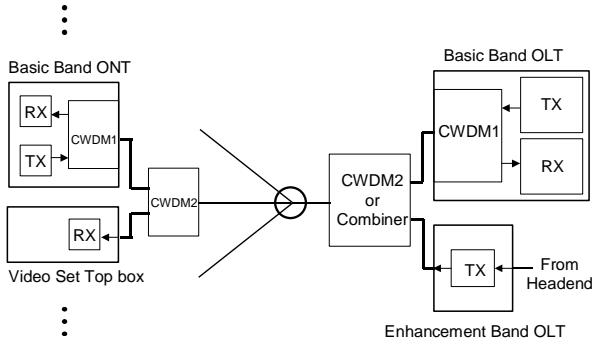 Basic Band ONT
RX
TX
CWDM1
CWDM2
RX
Video Set Top box
CWDM2
or
Combiner
Basic Band OLT
CWDM1
TX
RX
TX
From
Headend
Enhancement Band OLT